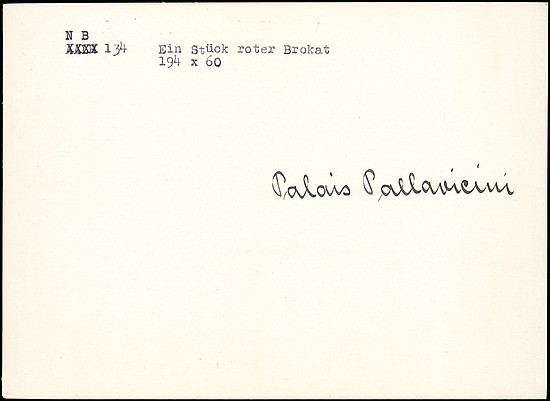 N B
XXXX 134 Ein Stück roter Brokat
194 x 60
Palais Pallavicini